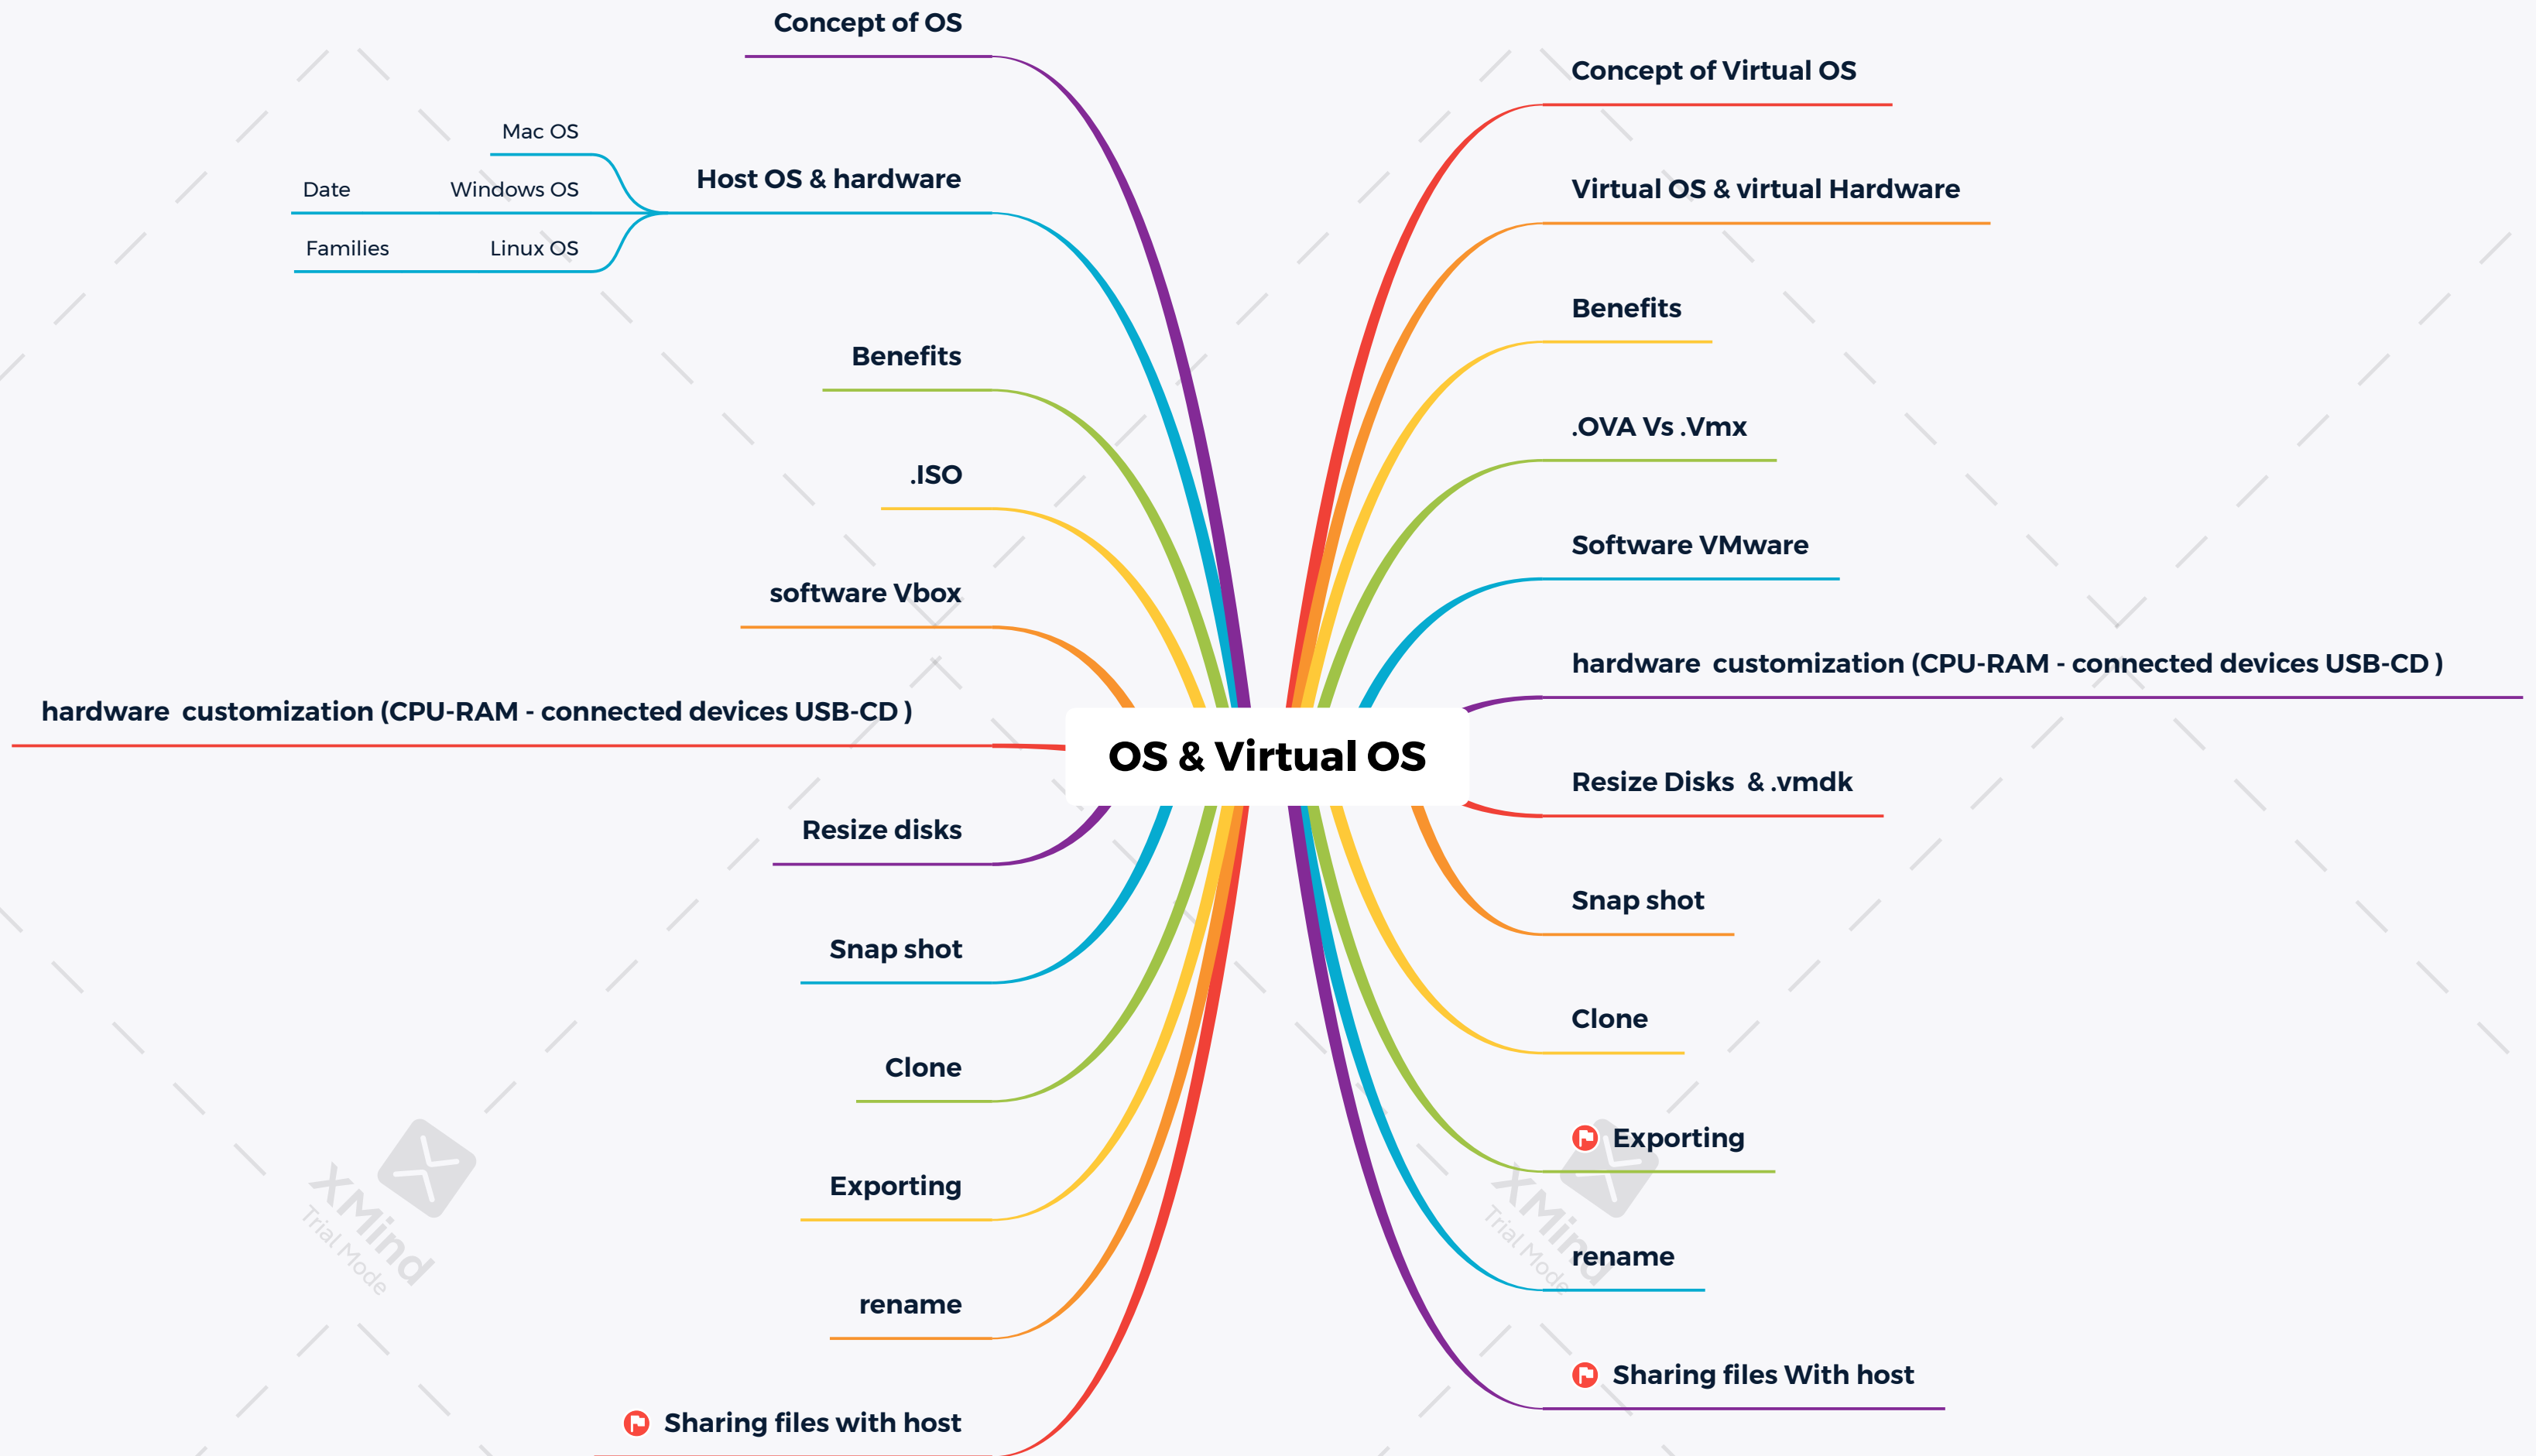 Concept of OS
Mac OS
Host OS & hardware
Date
Windows OS
Families
Linux OS
Benefits
.ISO
software Vbox
hardware  customization (CPU-RAM - connected devices USB-CD )
Resize disks
Snap shot
Clone
Exporting
rename
Sharing files with host
OS & Virtual OS
Concept of Virtual OS
Virtual OS & virtual Hardware
Benefits
.OVA Vs .Vmx
Software VMware
hardware  customization (CPU-RAM - connected devices USB-CD )
Resize Disks  & .vmdk
Snap shot
Clone
Exporting
rename
Sharing files With host
XMind
Trial Mode
XMind
Trial Mode